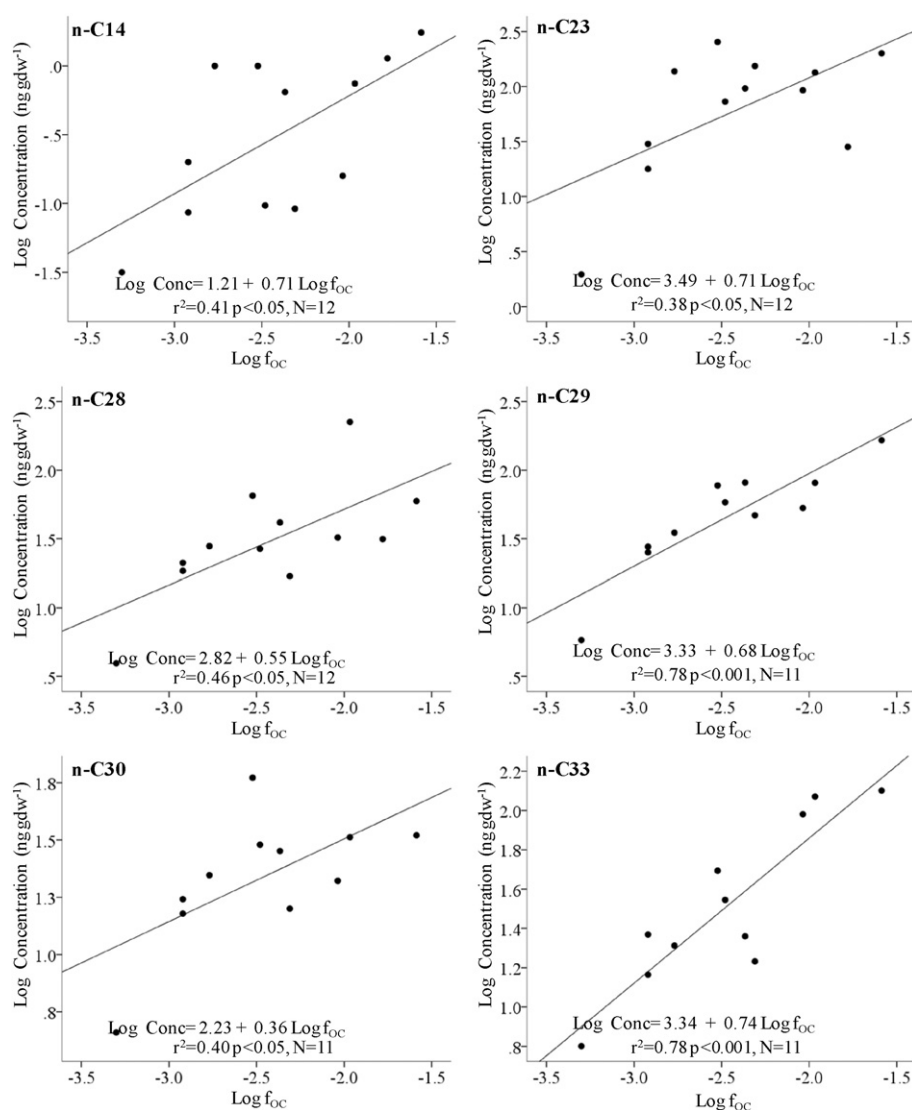 n-C14
Log Concentration (ng gdw⁻¹)
.0
-.5
-1.0
-1.5
Log Conc=1.21 + 0.71 Log f_OC
r²=0.41 p<0.05, N=12
-3.5 -3.0 -2.5 -2.0 -1.5
Log f_OC
n-C23
Log Concentration (ng gdw⁻¹)
2.5
2.0
1.5
1.0
.5
.0
Log Conc=3.49 + 0.71 Log f_OC
r²=0.38 p<0.05, N=12
-3.5 -3.0 -2.5 -2.0 -1.5
Log f_OC
n-C28
Log Concentration (ng gdw⁻¹)
2.5
2.0
1.5
1.0
.5
Log Conc=2.82 + 0.55 Log f_OC
r²=0.46 p<0.05, N=12
-3.5 -3.0 -2.5 -2.0 -1.5
Log f_OC
n-C29
Log Concentration (ng gdw⁻¹)
2.5
2.0
1.5
1.0
.5
Log Conc=3.33 + 0.68 Log f_OC
r²=0.78 p<0.001, N=11
-3.5 -3.0 -2.5 -2.0 -1.5
Log f_OC
n-C30
Log Concentration (ng gdw⁻¹)
1.8
1.5
1.3
1.0
.8
Log Conc=2.23 + 0.36 Log f_OC
r²=0.40 p<0.05, N=11
-3.5 -3.0 -2.5 -2.0 -1.5
Log f_OC
n-C33
Log Concentration (ng gdw⁻¹)
2.2
2.0
1.8
1.6
1.4
1.2
1.0
.8
Log Conc=3.34 + 0.74 Log f_OC
r²=0.78 p<0.001, N=11
-3.5 -3.0 -2.5 -2.0 -1.5
Log f_OC